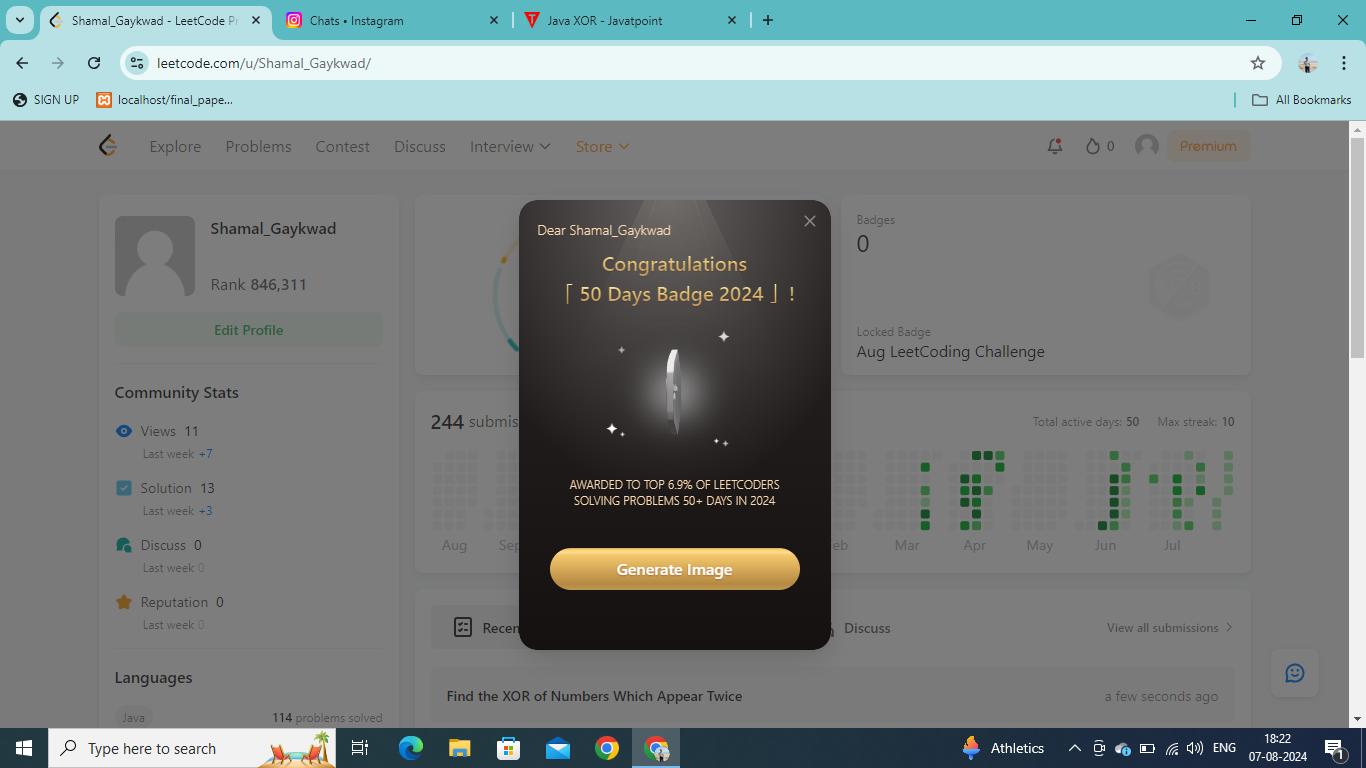 Shamal_Gaykwad - LeetCode Pr
Chats • Instagram
Java XOR - Javatpoint
leetcode.com/u/Shamal_Gaykwad/
SIGN UP
localhost/final_pape...
All Bookmarks
Explore
Problems
Contest
Discuss
Interview
Store
0
Premium
Shamal_Gaykwad
Rank 846,311
Edit Profile
Community Stats
Views 11
Last week +7
Solution 13
Last week +3
Discuss 0
Last week 0
Reputation 0
Last week 0
Languages
Java
114 problems solved
Dear Shamal_Gaykwad
Congratulations
「 50 Days Badge 2024 」 !
AWARDED TO TOP 6.9% OF LEETCODERS
SOLVING PROBLEMS 50+ DAYS IN 2024
Generate Image
Badges
0
Locked Badge
Aug LeetCoding Challenge
244 submis
Total active days: 50
Max streak: 10
Aug
Sep
eb
Mar
Apr
May
Jun
Jul
Recen
Discuss
View all submissions
Find the XOR of Numbers Which Appear Twice
a few seconds ago
Type here to search
Athletics
ENG
18:22
07-08-2024
1